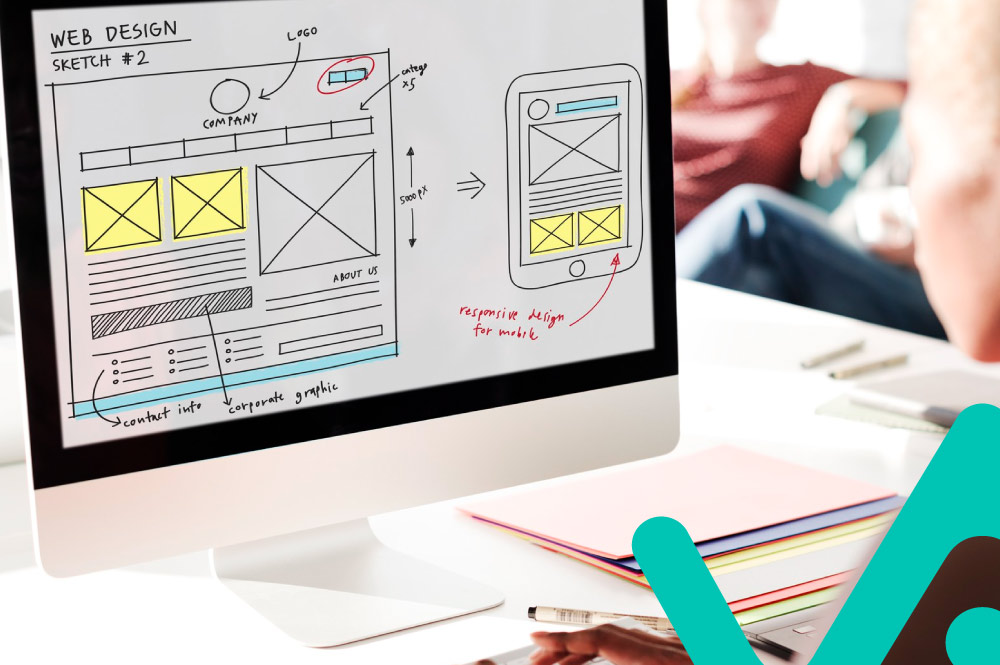 WEB DESIGN
SKETCH #2
LOGO
catego
x5
COMPANY
5000 PX
ABOUT US
contact info
corporate graphic
responsive design
for mobile